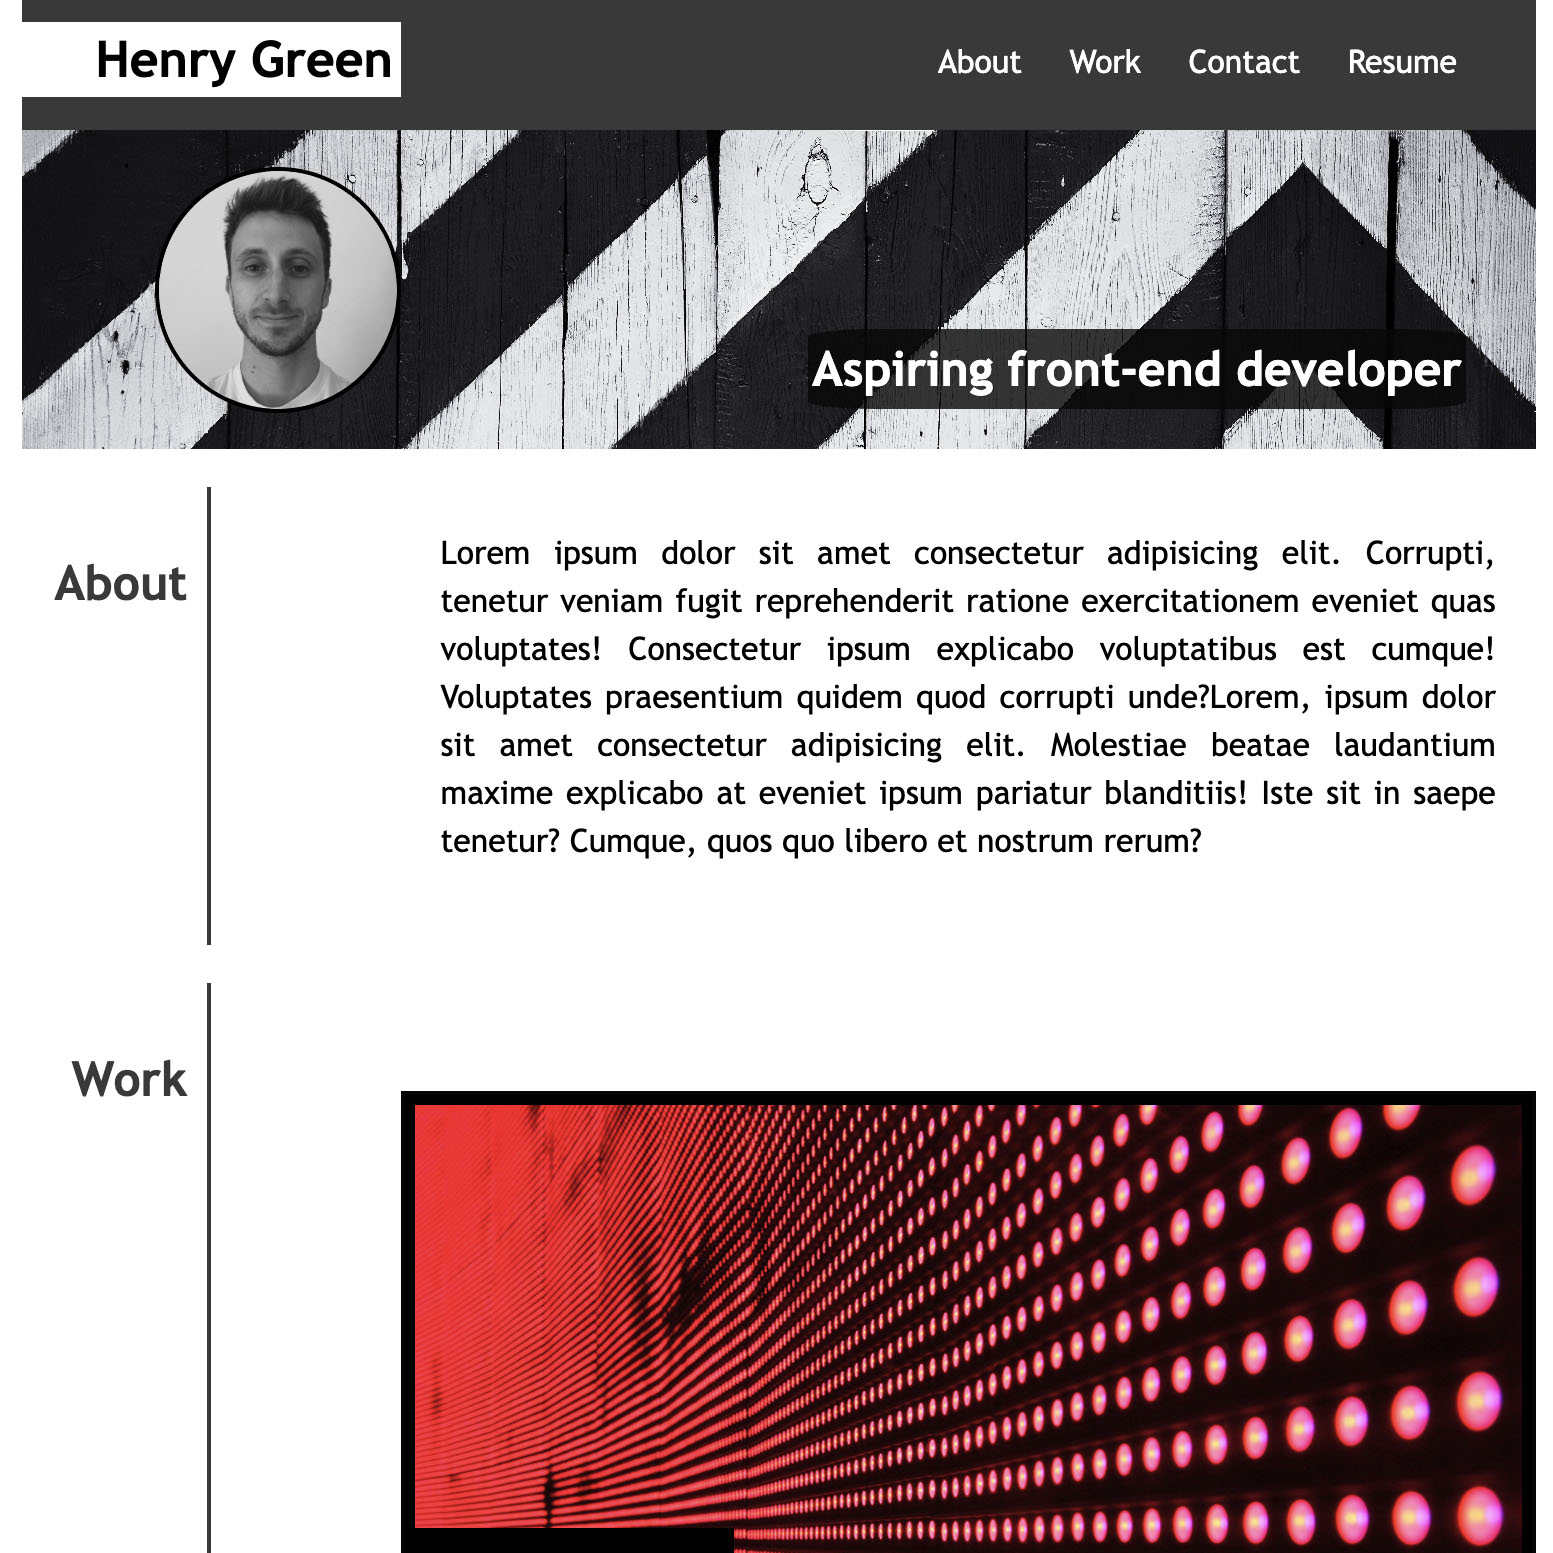 Henry Green
About Work Contact Resume
Aspiring front-end developer
About
Lorem ipsum dolor sit amet consectetur adipisicing elit. Corrupti,
tenetur veniam fugit reprehenderit ratione exercitationem eveniet quas
voluptates! Consectetur ipsum explicabo voluptatibus est cumque!
Voluptates praesentium quidem quod corrupti unde?Lorem, ipsum dolor
sit amet consectetur adipisicing elit. Molestiae beatae laudantium
maxime explicabo at eveniet ipsum pariatur blanditiis! Iste sit in saepe
tenetur? Cumque, quos quo libero et nostrum rerum?
Work